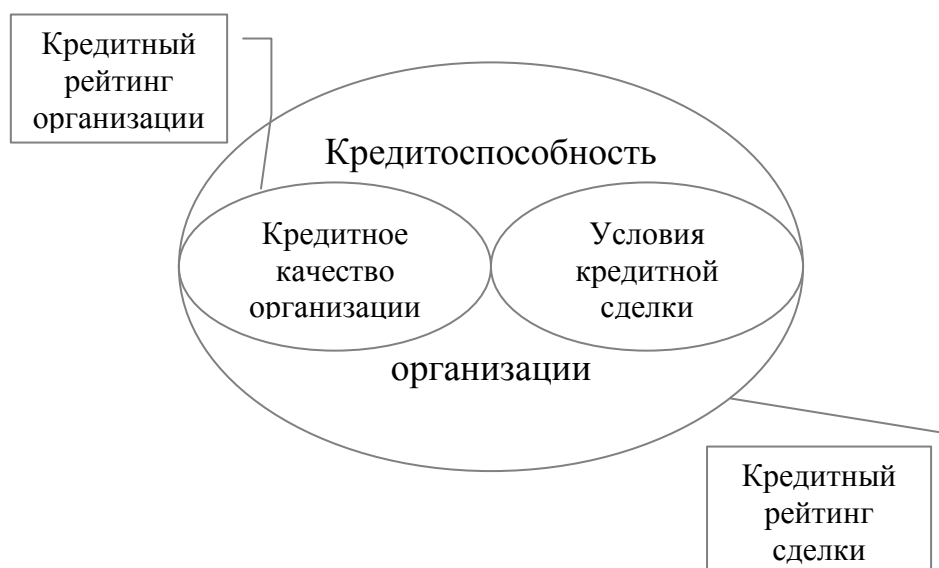 Кредитный
рейтинг
организации
Кредитоспособность
Кредитное
качество
организации
Условия
кредитной
сделки
организации
Кредитный
рейтинг
сделки